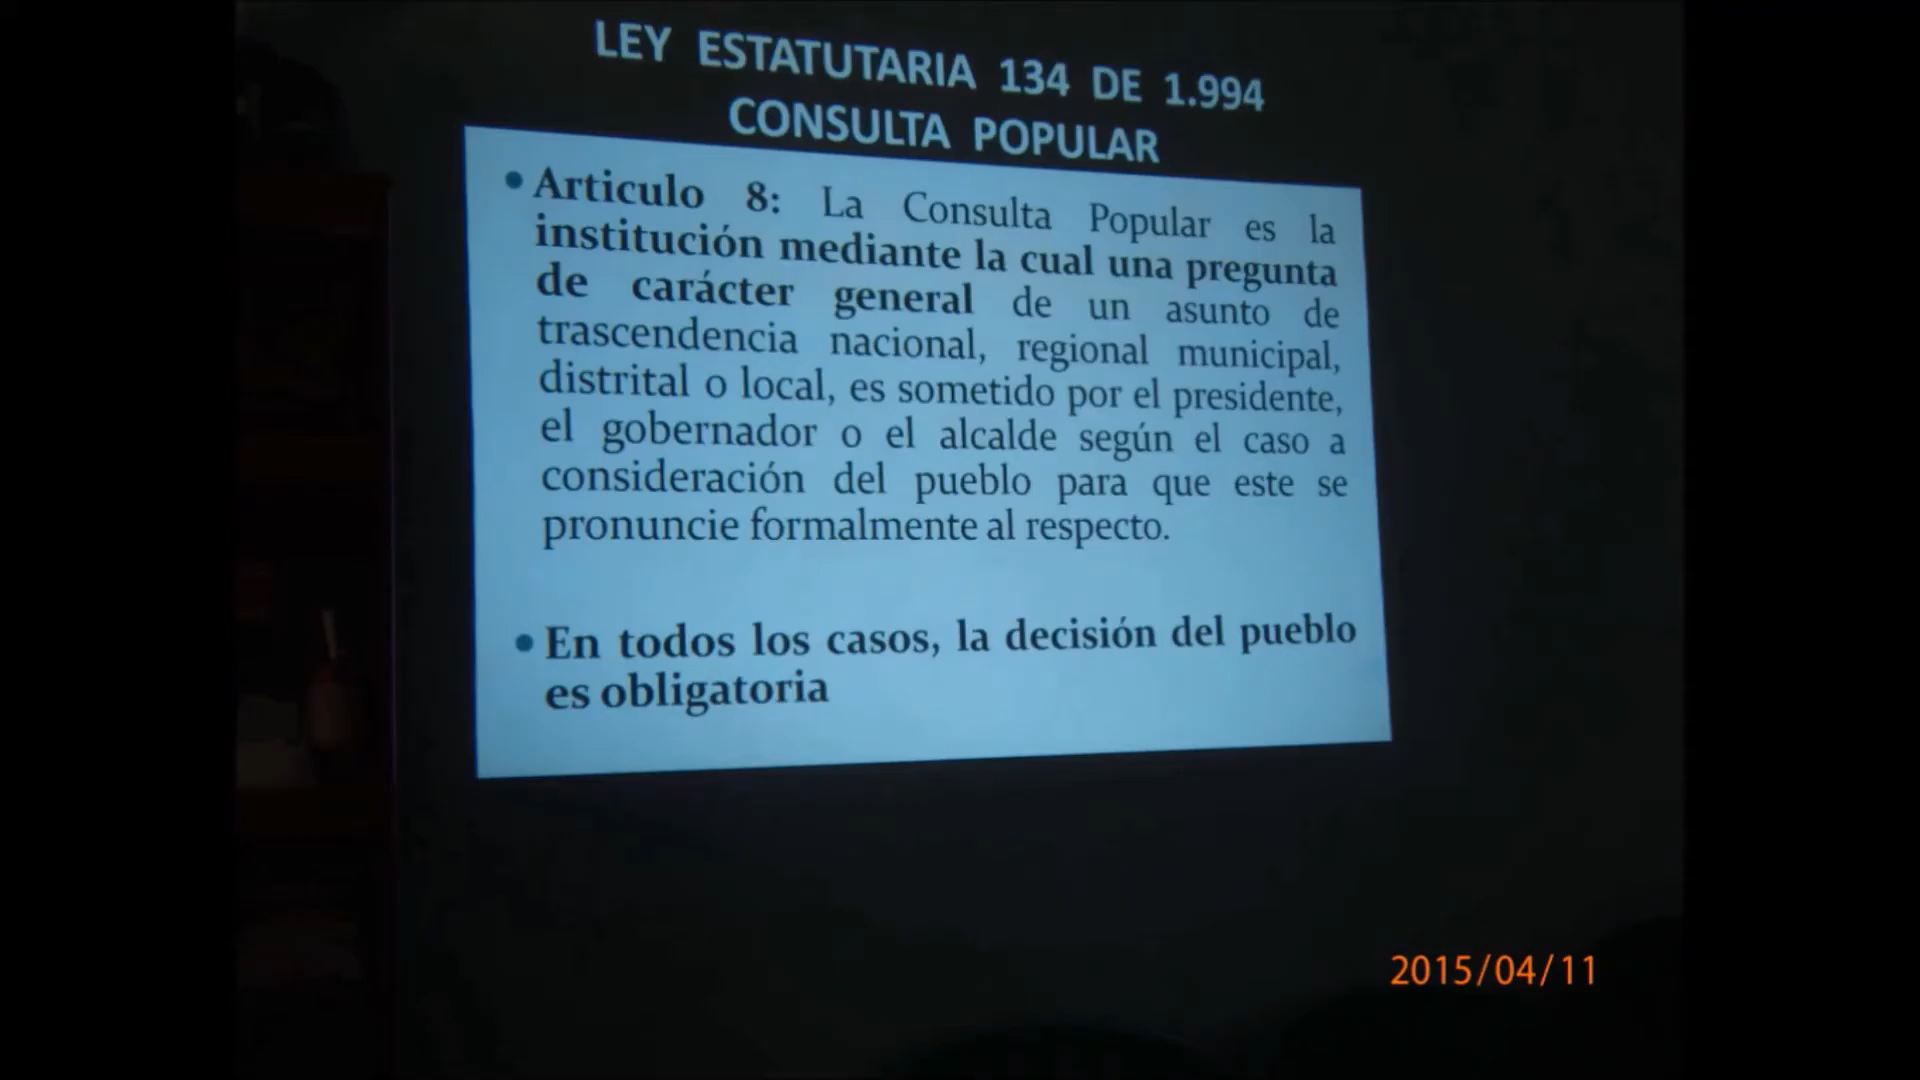 LEY ESTATUTARIA 134 DE 1.994
CONSULTA POPULAR
• Articulo 8: La Consulta Popular es la
institución mediante la cual una pregunta
de carácter general de un asunto de
trascendencia nacional, regional municipal,
distrital o local, es sometido por el presidente,
el gobernador o el alcalde según el caso a
consideración del pueblo para que este se
pronuncie formalmente al respecto.
• En todos los casos, la decisión del pueblo
es obligatoria
2015/04/11